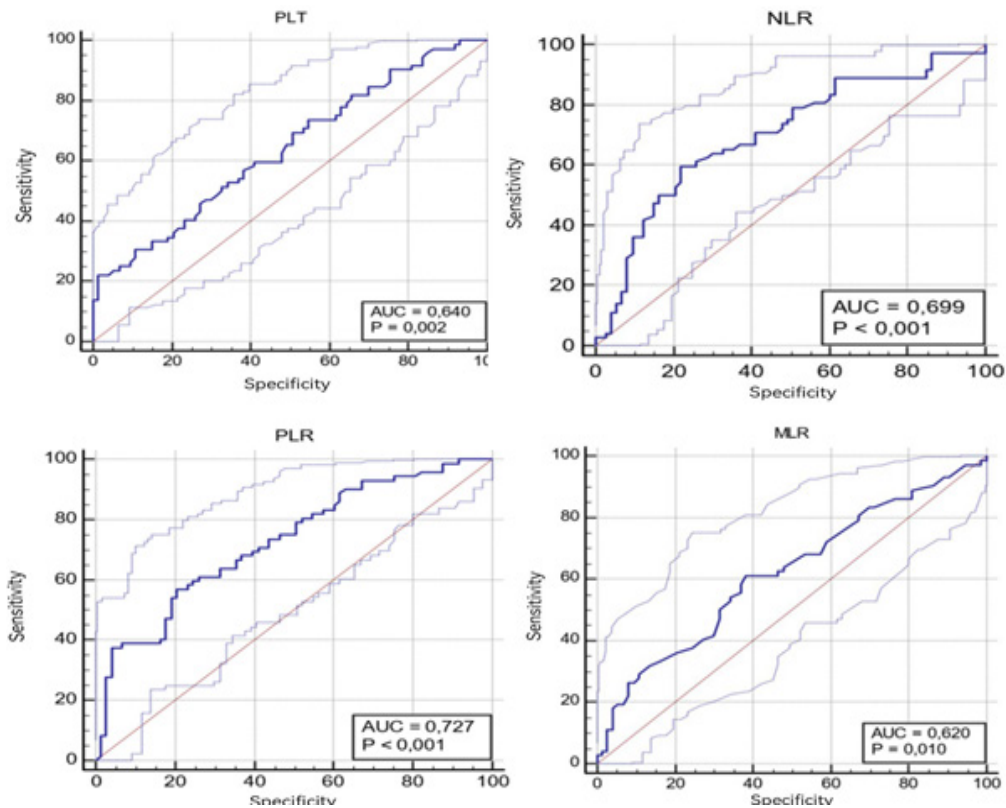 PLT
100
80
60
40
20
0
Sensitivity
AUC = 0,640
P = 0,002
0 20 40 60 80 10
Specificity
NLR
100
80
60
40
20
0
Sensitivity
AUC = 0,699
P < 0,001
0 20 40 60 80 100
Specificity
PLR
100
80
60
40
20
0
Sensitivity
AUC = 0,727
P < 0,001
0 20 40 60 80 100
Specificity
MLR
100
80
60
40
20
0
Sensitivity
AUC = 0,620
P = 0,010
0 20 40 60 80 100
Specificity